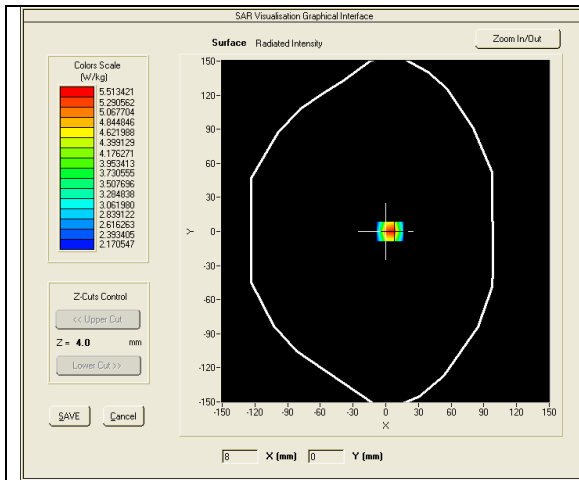 SAR Visualisation Graphical Interface
Surface Radiated Intensity
Zoom In/Out
Colors Scale
(W/kg)
5.513421
5.290562
5.067704
4.844846
4.621988
4.399129
4.176271
3.953413
3.730555
3.507696
3.284838
3.061980
2.839122
2.616263
2.393405
2.170547
Z-Cuts Control
<< Upper Cut
Z = 4.0 mm
Lower Cut >>
SAVE Cancel
150
120
90
60
30
0
-30
-60
-90
-120
-150
Y
-150 -120 -90 -60 -30 0 30 60 90 120 150
X
8 X (mm) 0 Y (mm)